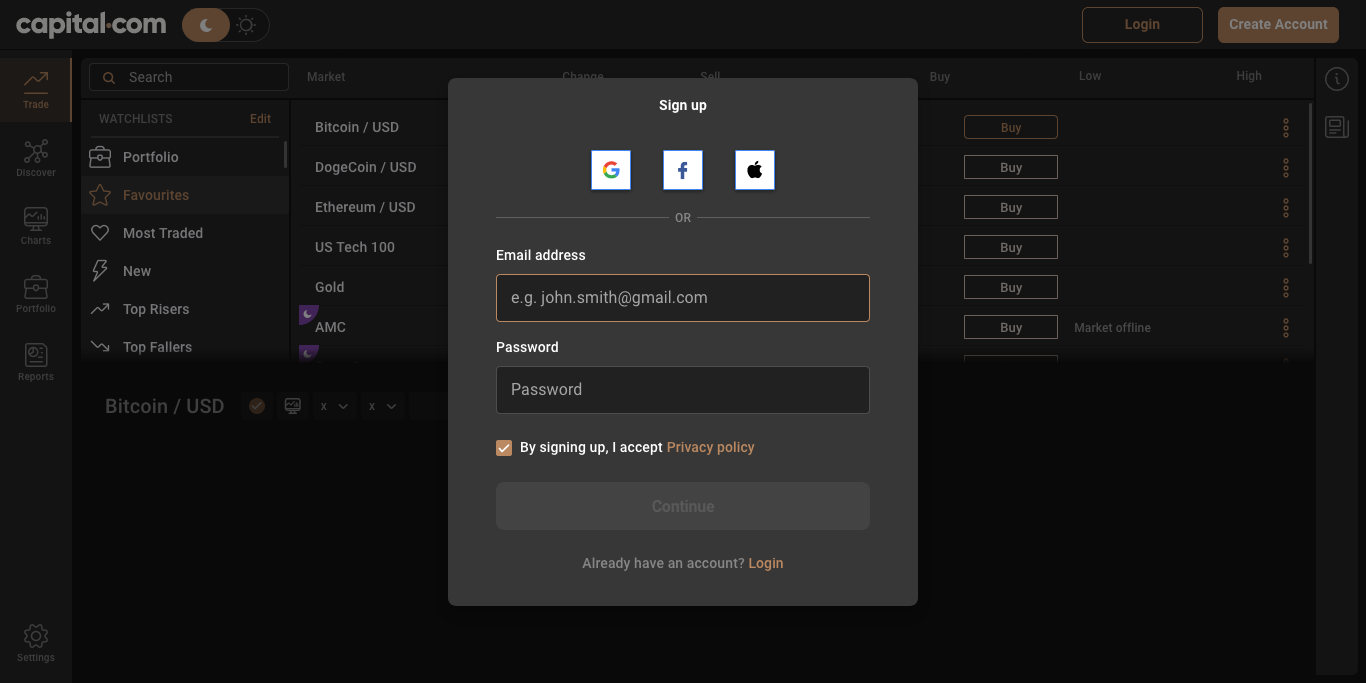 capital.com
Login
Create Account
Trade
Discover
Charts
Portfolio
Reports
Settings
Search
WATCHLISTS
Edit
Portfolio
Favourites
Most Traded
New
Top Risers
Top Fallers
Market
Change
Sell
Buy
Low
High
Bitcoin / USD
Buy
DogeCoin / USD
Buy
Ethereum / USD
Buy
US Tech 100
Buy
Gold
Buy
AMC
Buy
Market offline
Bitcoin / USD
x
x
Sign up
OR
Email address
e.g. john.smith@gmail.com
Password
Password
By signing up, I accept Privacy policy
Continue
Already have an account? Login